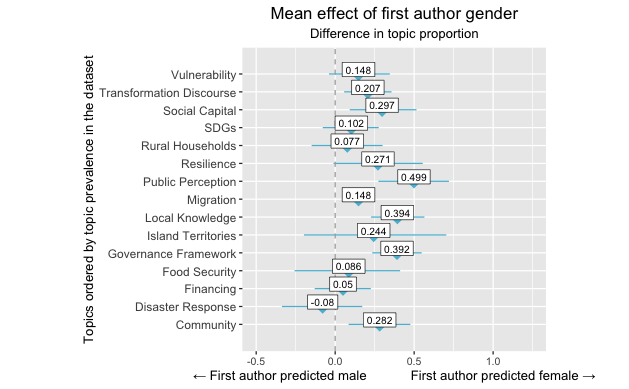 Mean effect of first author gender
Difference in topic proportion
Topics ordered by topic prevalence in the dataset
Vulnerability 0.148
Transformation Discourse 0.207
Social Capital 0.297
SDGs 0.102
Rural Households 0.077
Resilience 0.271
Public Perception 0.499
Migration 0.148
Local Knowledge 0.394
Island Territories 0.244
Governance Framework 0.392
Food Security 0.086
Financing 0.05
Disaster Response -0.08
Community 0.282
-0.5 0.0 0.5 1.0
← First author predicted male First author predicted female →